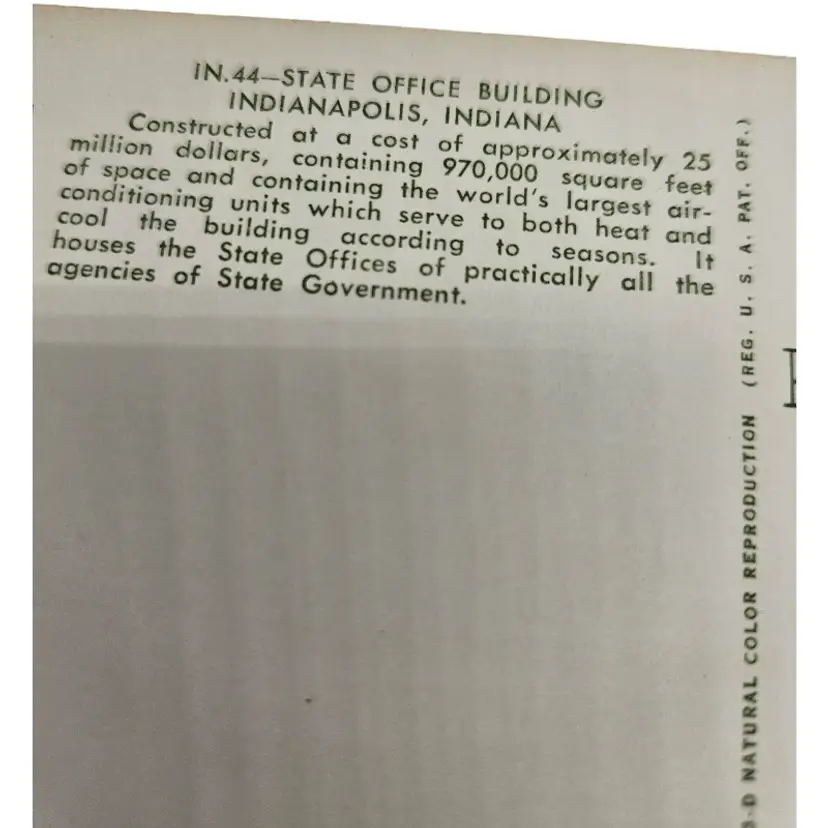 IN.44—STATE OFFICE BUILDING
INDIANAPOLIS, INDIANA
Constructed at a cost of approximately 25
million dollars, containing 970,000 square feet
of space and containing the world's largest air-
conditioning units which serve to both heat and
cool the building according to seasons. It
houses the State Offices of practically all the
agencies of State Government.
-D NATURAL COLOR REPRODUCTION (REG. U. S. A. PAT. OFF.)